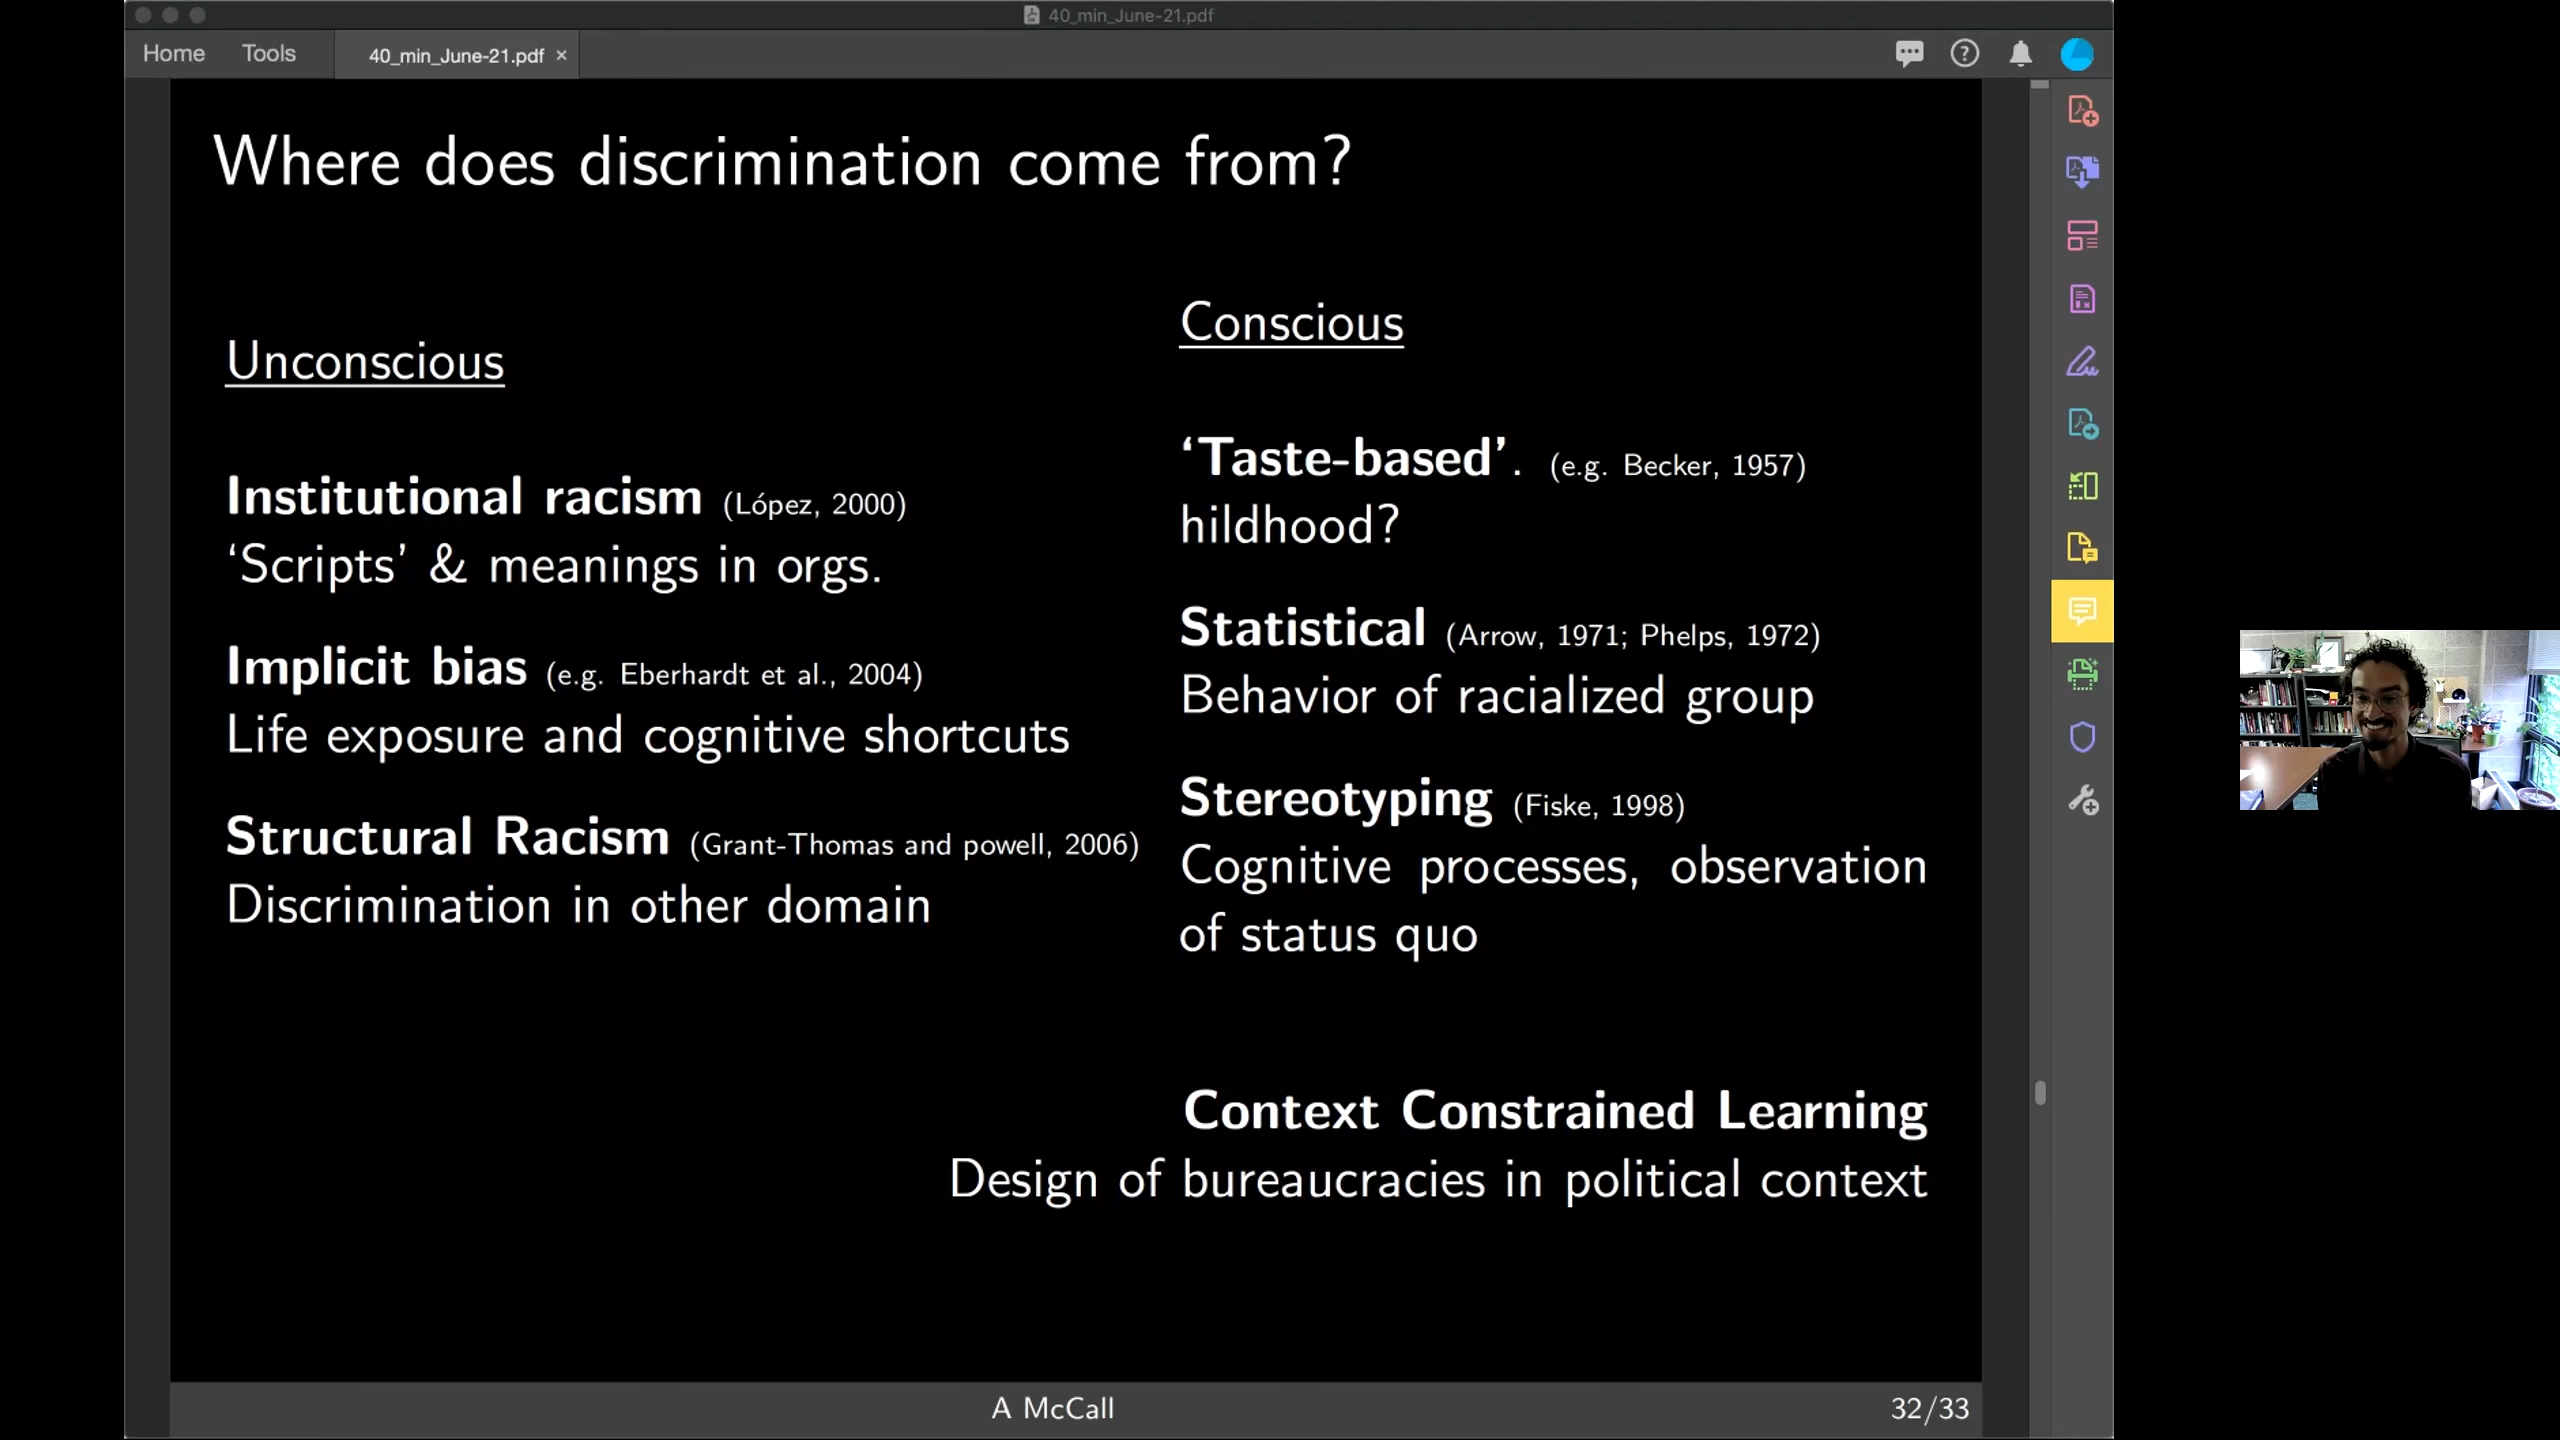 40_min_June-21.pdf
Home Tools 40_min_June-21.pdf ×
Where does discrimination come from?
Unconscious
Institutional racism (López, 2000)
‘Scripts’ & meanings in orgs.
Implicit bias (e.g. Eberhardt et al., 2004)
Life exposure and cognitive shortcuts
Structural Racism (Grant-Thomas and powell, 2006)
Discrimination in other domain
Conscious
‘Taste-based’. (e.g. Becker, 1957)
hildhood?
Statistical (Arrow, 1971; Phelps, 1972)
Behavior of racialized group
Stereotyping (Fiske, 1998)
Cognitive processes, observation
of status quo
Context Constrained Learning
Design of bureaucracies in political context
A McCall
32/33